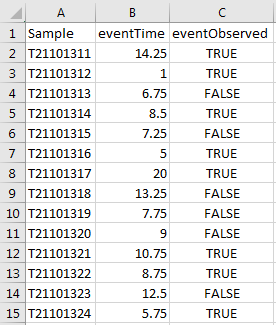 A B C
1 Sample eventTime eventObserved
2 T21101311 14.25 TRUE
3 T21101312 1 TRUE
4 T21101313 6.75 FALSE
5 T21101314 8.5 TRUE
6 T21101315 7.25 FALSE
7 T21101316 5 TRUE
8 T21101317 20 TRUE
9 T21101318 13.25 FALSE
10 T21101319 7.75 FALSE
11 T21101320 9 FALSE
12 T21101321 10.75 TRUE
13 T21101322 8.75 TRUE
14 T21101323 12.5 FALSE
15 T21101324 5.75 TRUE